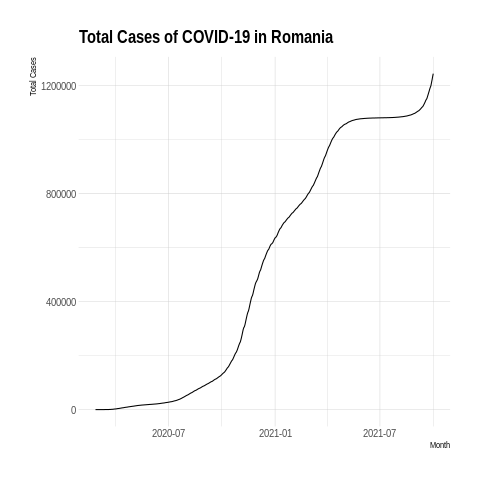 Total Cases of COVID-19 in Romania
Total Cases
1200000
800000
400000
0
2020-07
2021-01
2021-07
Month